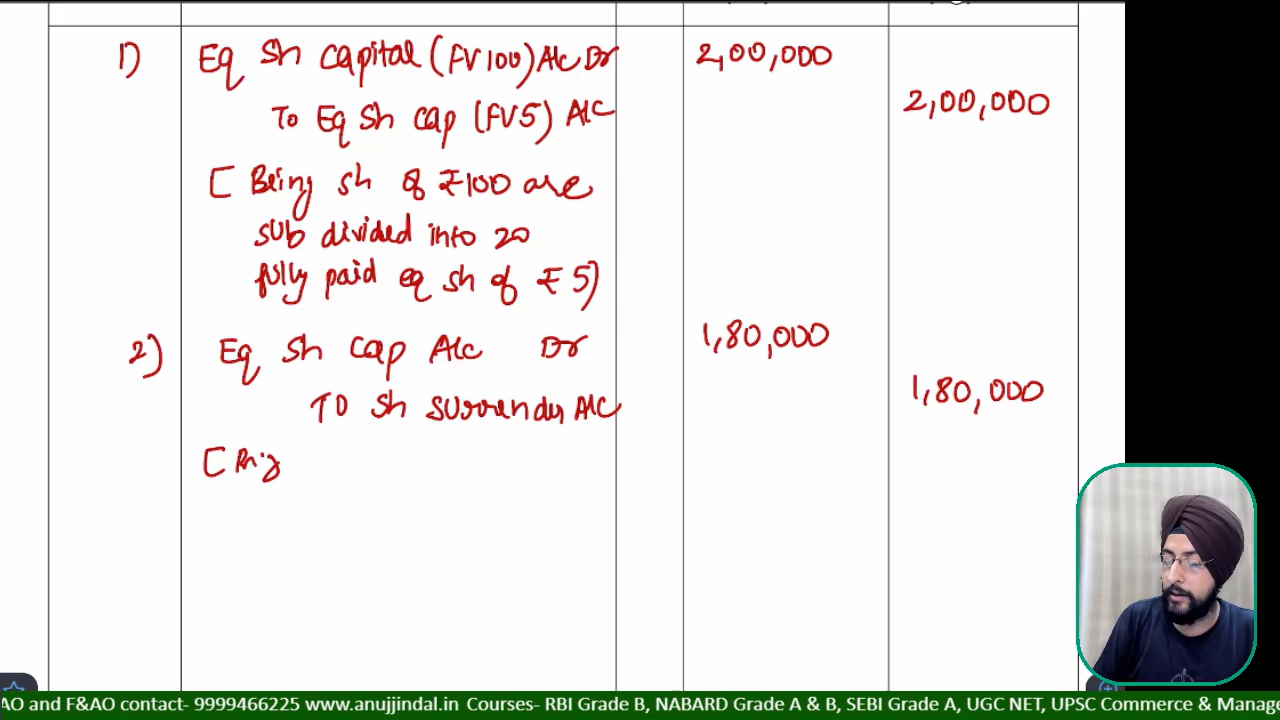 1) Eq Sh Capital (FV 100) A/c Dr 2,00,000
To Eq Sh Cap (FV 5) A/c 2,00,000
[ Being sh of ₹100 are
sub divided into 20
fully paid eq sh of ₹ 5)
2) Eq Sh Cap A/c Dr 1,80,000
To Sh Surrender A/c 1,80,000
[
AO and F&AO contact- 9999466225 www.anujjindal.in Courses- RBI Grade B, NABARD Grade A & B, SEBI Grade A, UGC NET, UPSC Commerce & Manage